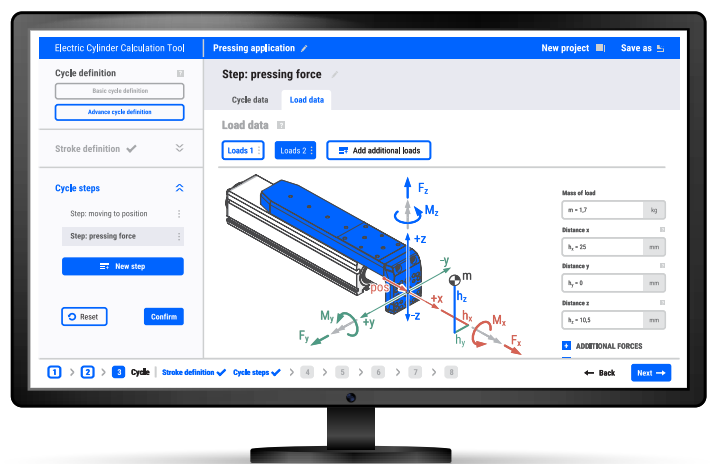 Electric Cylinder Calculation Tool
Pressing application
New project
Save as
Cycle definition
?
Basic cycle definition
Advance cycle definition
Stroke definition
Cycle steps
Step: moving to position
Step: pressing force
New step
Reset
Confirm
Step: pressing force
Cycle data
Load data
Load data
?
Loads 1
Loads 2
Add additional loads
Fz
Mz
+z
-y
m
pos
+x
hz
-z
My
+y
hx
Mx
hy
Fy
Fx
Mass of load
m = 1,7
kg
Distance x
?
hx = 25
mm
Distance y
?
hy = 0
mm
Distance z
?
hz = 10,5
mm
+ ADDITIONAL FORCES
1 > 2 > 3 Cycle | Stroke definition Cycle steps > 4 > 5 > 6 > 7 > 8
← Back
Next →